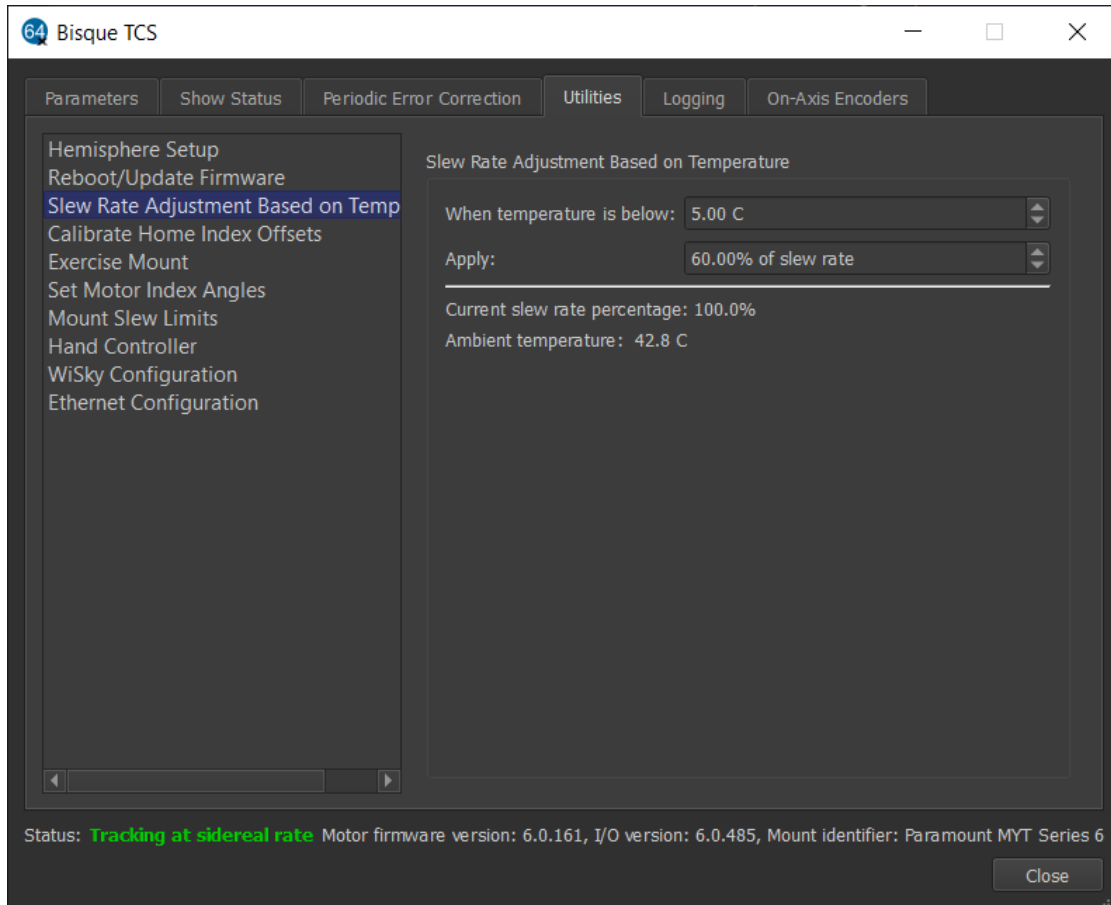 64
Bisque TCS
Parameters Show Status Periodic Error Correction Utilities Logging On-Axis Encoders
Hemisphere Setup
Reboot/Update Firmware
Slew Rate Adjustment Based on Temp
Calibrate Home Index Offsets
Exercise Mount
Set Motor Index Angles
Mount Slew Limits
Hand Controller
WiSky Configuration
Ethernet Configuration
Slew Rate Adjustment Based on Temperature
When temperature is below: 5.00 C
Apply: 60.00% of slew rate
Current slew rate percentage: 100.0%
Ambient temperature: 42.8 C
Status: Tracking at sidereal rate Motor firmware version: 6.0.161, I/O version: 6.0.485, Mount identifier: Paramount MYT Series 6
Close